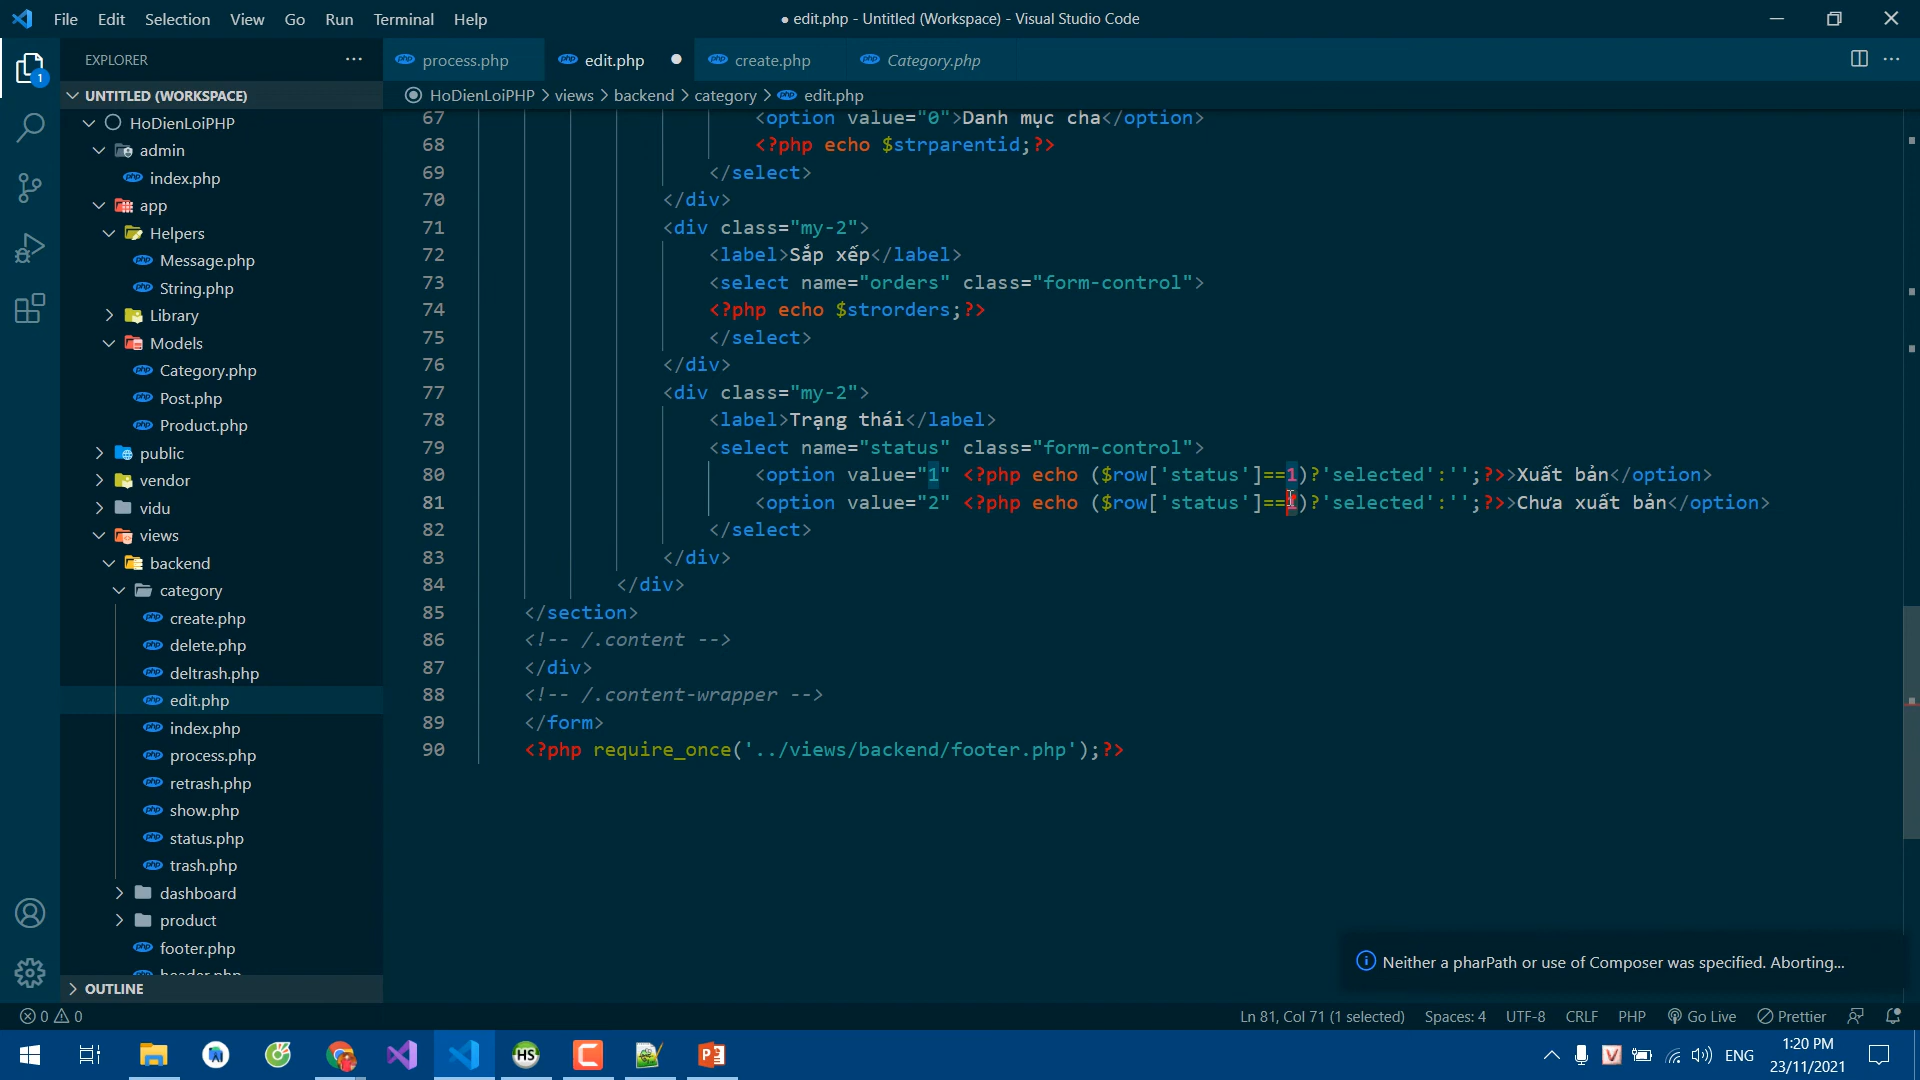 File Edit Selection View Go Run Terminal Help
● edit.php - Untitled (Workspace) - Visual Studio Code
EXPLORER
process.php
edit.php
create.php
Category.php
UNTITLED (WORKSPACE)
HoDienLoiPHP > views > backend > category > edit.php
HoDienLoiPHP
admin
index.php
app
Helpers
Message.php
String.php
Library
Models
Category.php
Post.php
Product.php
public
vendor
vidu
views
backend
category
create.php
delete.php
deltrash.php
edit.php
index.php
process.php
retrash.php
show.php
status.php
trash.php
dashboard
product
footer.php
header.php
OUTLINE
67 <option value="0">Danh mục cha</option>
68 <?php echo $strparentid;?>
69 </select>
70 </div>
71 <div class="my-2">
72 <label>Sắp xếp</label>
73 <select name="orders" class="form-control">
74 <?php echo $strorders;?>
75 </select>
76 </div>
77 <div class="my-2">
78 <label>Trạng thái</label>
79 <select name="status" class="form-control">
80 <option value="1" <?php echo ($row['status']==1)?'selected':'';?>>Xuất bản</option>
81 <option value="2" <?php echo ($row['status']==1)?'selected':'';?>>Chưa xuất bản</option>
82 </select>
83 </div>
84 </div>
85 </section>
86 <!-- /.content -->
87 </div>
88 <!-- /.content-wrapper -->
89 </form>
90 <?php require_once('../views/backend/footer.php');?>
Neither a pharPath or use of Composer was specified. Aborting...
0 0
Ln 81, Col 71 (1 selected) Spaces: 4 UTF-8 CRLF PHP Go Live Prettier
1
HS
ENG
1:20 PM
23/11/2021